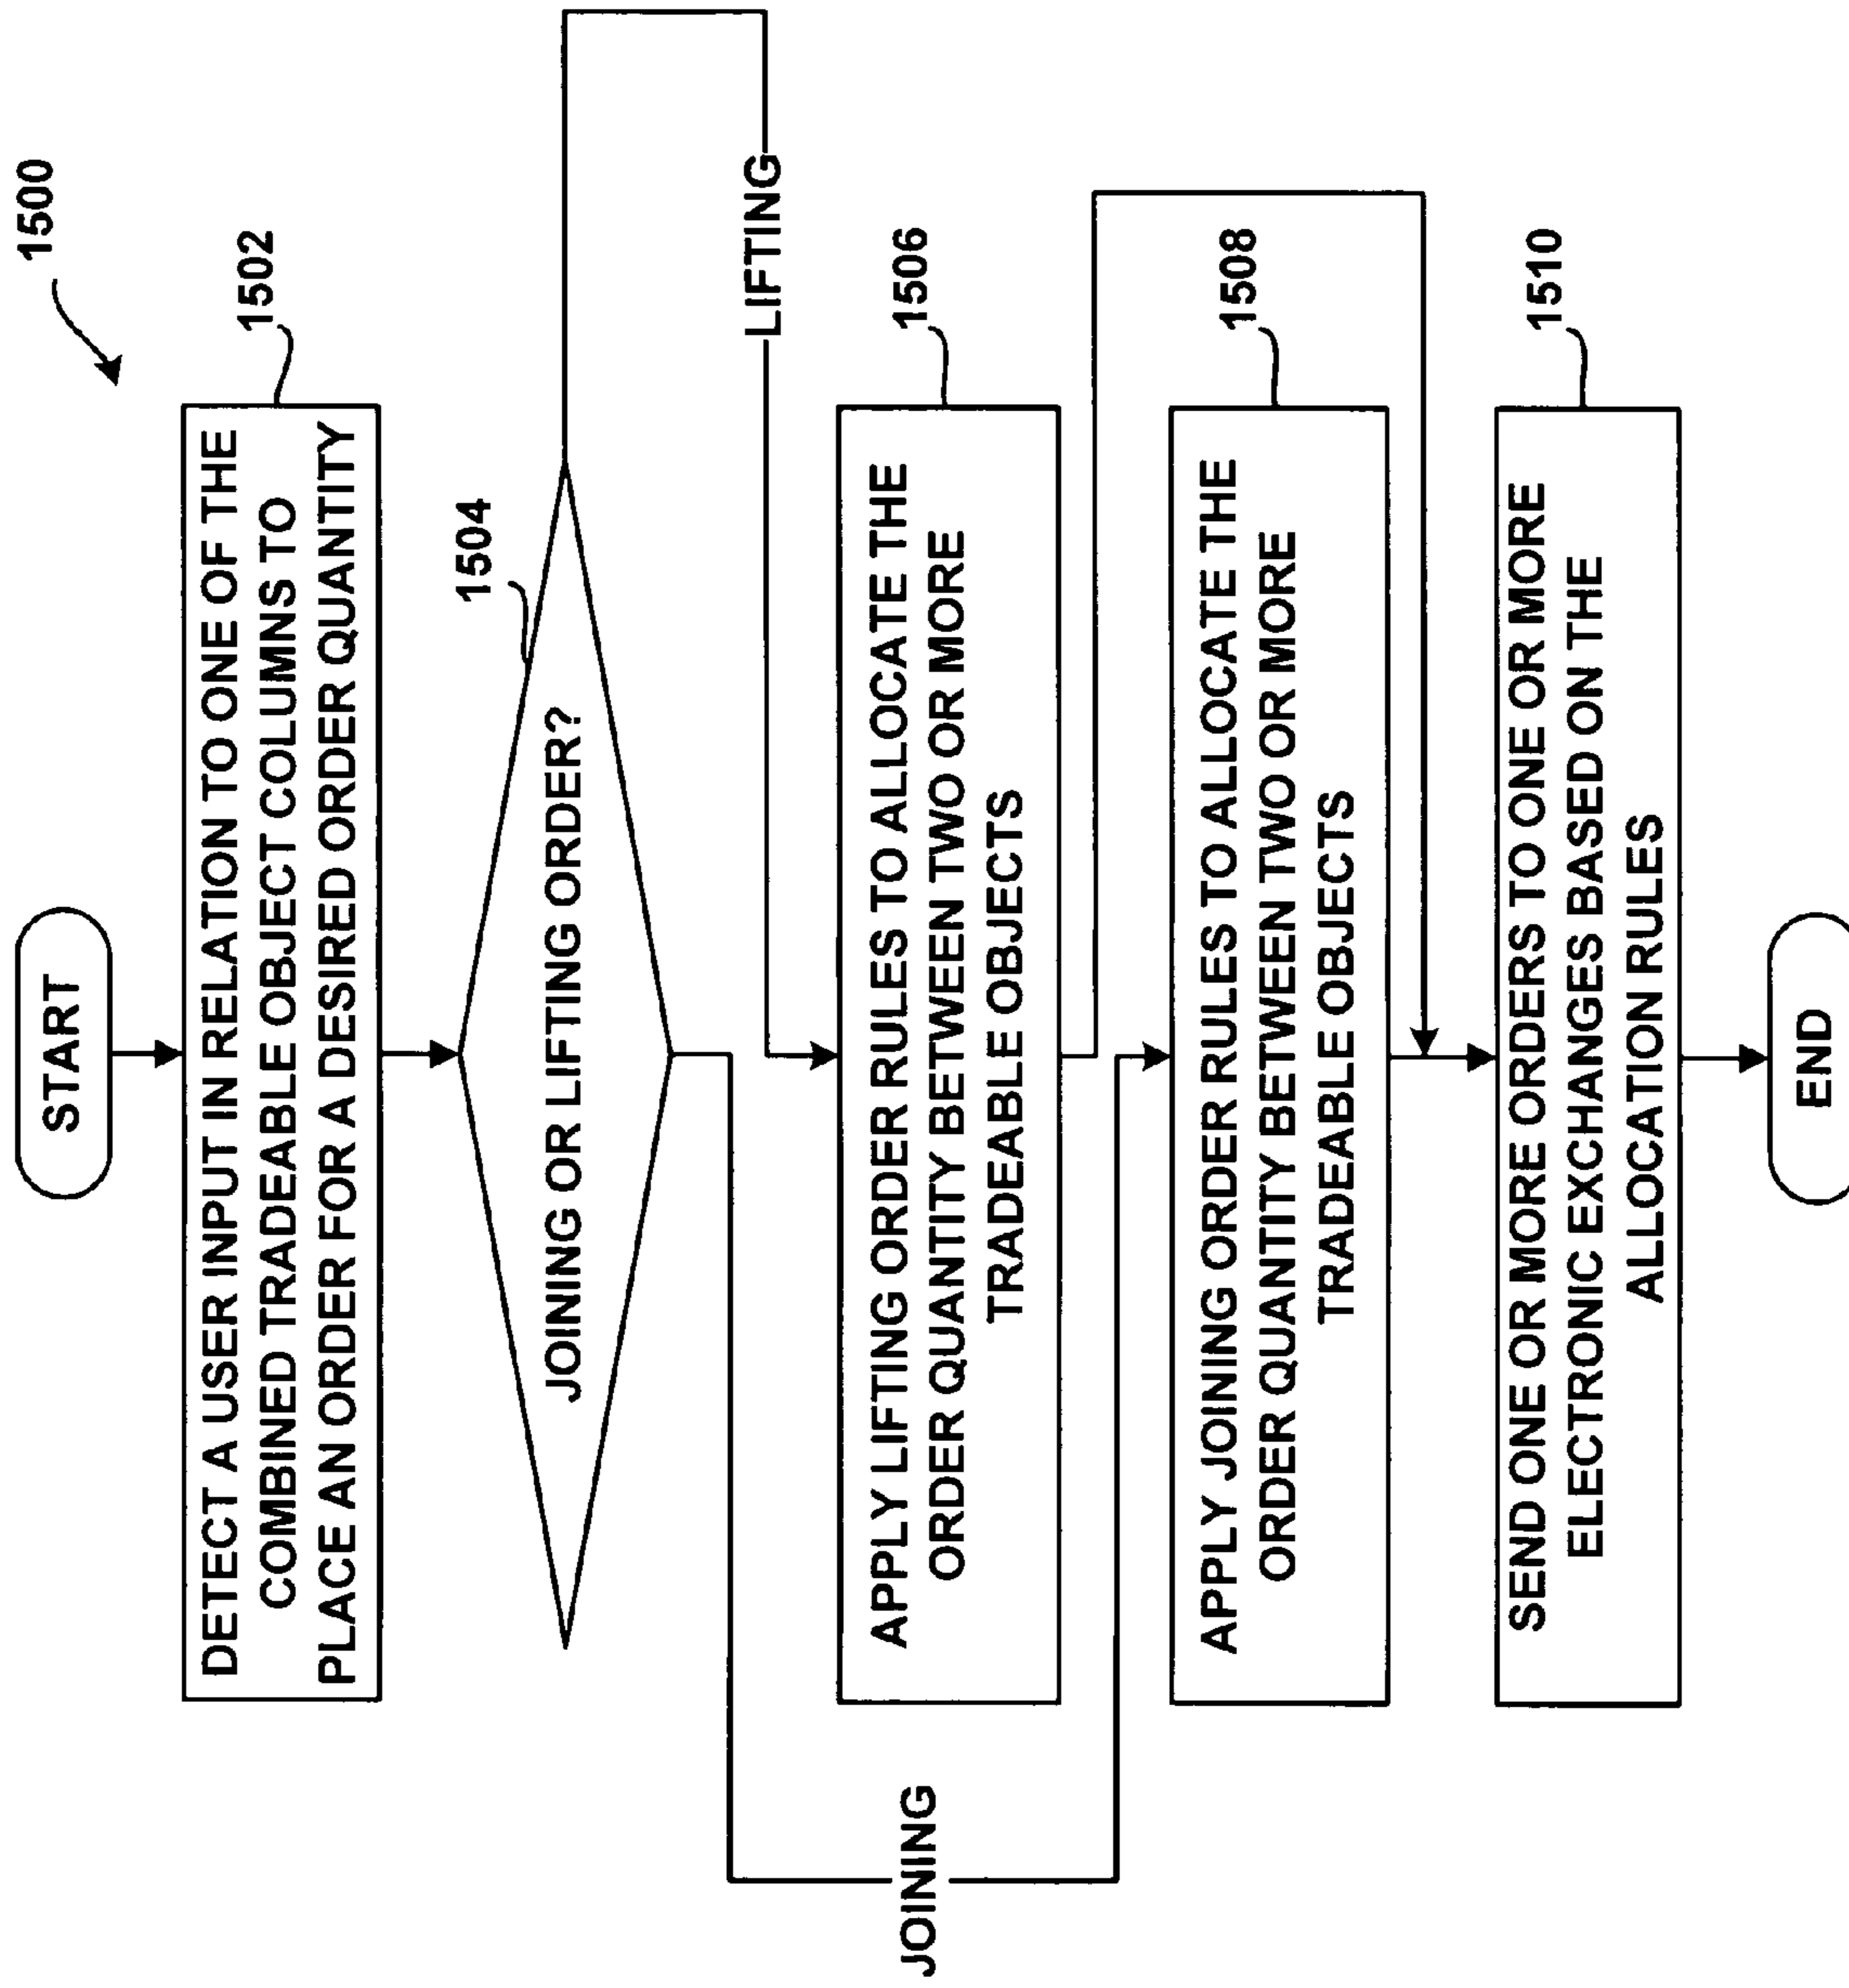 1500
START
1502
DETECT A USER INPUT IN RELATION TO ONE OF THE
COMBINED TRADEABLE OBJECT COLUMNS TO
PLACE AN ORDER FOR A DESIRED ORDER QUANTITY
1504
JOINING OR LIFTING ORDER?
LIFTING
1506
APPLY LIFTING ORDER RULES TO ALLOCATE THE
ORDER QUANTITY BETWEEN TWO OR MORE
TRADEABLE OBJECTS
JOINING
1508
APPLY JOINING ORDER RULES TO ALLOCATE THE
ORDER QUANTITY BETWEEN TWO OR MORE
TRADEABLE OBJECTS
1510
SEND ONE OR MORE ORDERS TO ONE OR MORE
ELECTRONIC EXCHANGES BASED ON THE
ALLOCATION RULES
END